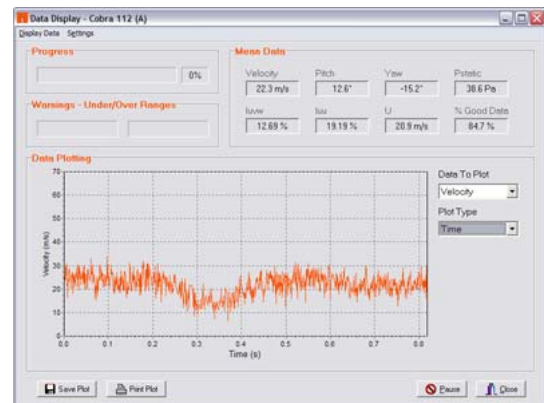 Data Display - Cobra 112 (A)
Display Data Settings
Progress
0%
Warnings - Under/Over Ranges
Mean Data
Velocity Pitch Yaw Pstatic
22.3 m/s 12.6° -15.2° 38.6 Pa
Iuvw Iuu U % Good Data
12.69 % 19.19 % 20.9 m/s 84.7 %
Data Plotting
Data To Plot
Velocity
Plot Type
Time
70
60
50
40
30
20
10
0
Velocity (m/s)
0.0 0.1 0.2 0.3 0.4 0.5 0.6 0.7 0.8
Time (s)
Save Plot Print Plot Pause Close